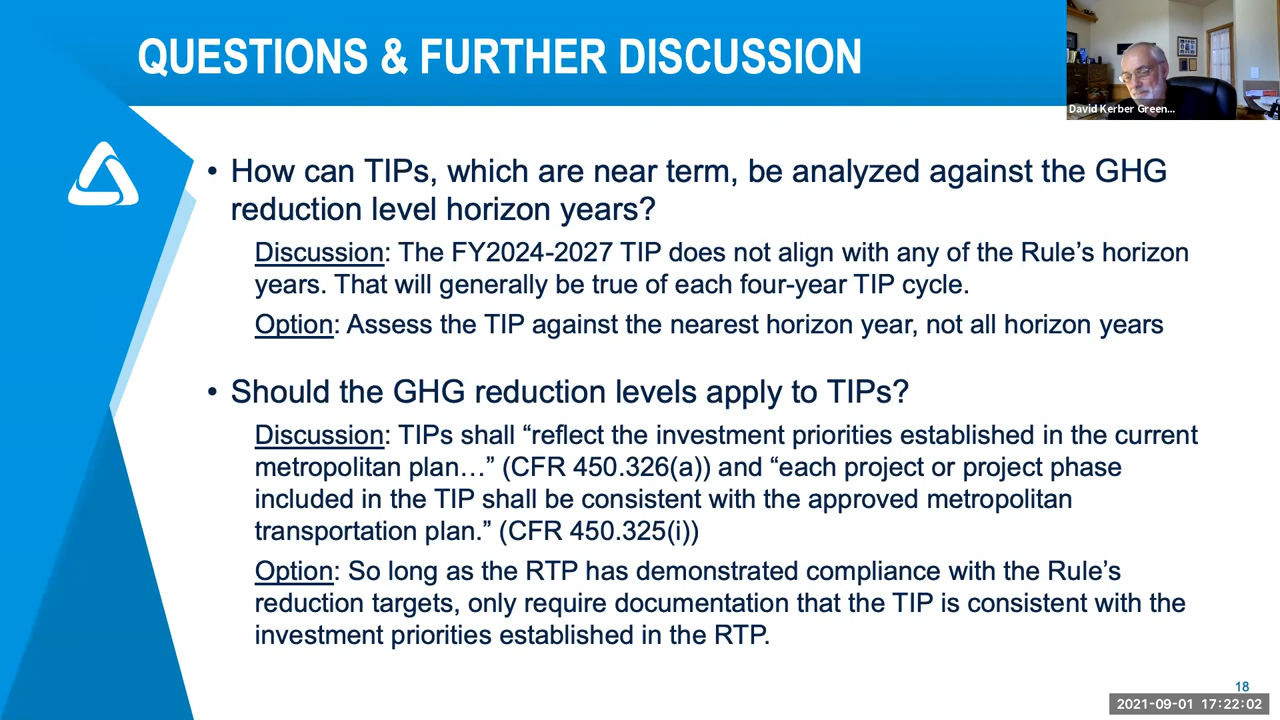 QUESTIONS & FURTHER DISCUSSION
David Kerber Green...
• How can TIPs, which are near term, be analyzed against the GHG
reduction level horizon years?
Discussion: The FY2024-2027 TIP does not align with any of the Rule’s horizon
years. That will generally be true of each four-year TIP cycle.
Option: Assess the TIP against the nearest horizon year, not all horizon years
• Should the GHG reduction levels apply to TIPs?
Discussion: TIPs shall “reflect the investment priorities established in the current
metropolitan plan…” (CFR 450.326(a)) and “each project or project phase
included in the TIP shall be consistent with the approved metropolitan
transportation plan.” (CFR 450.325(i))
Option: So long as the RTP has demonstrated compliance with the Rule’s
reduction targets, only require documentation that the TIP is consistent with the
investment priorities established in the RTP.
18
2021-09-01 17:22:02